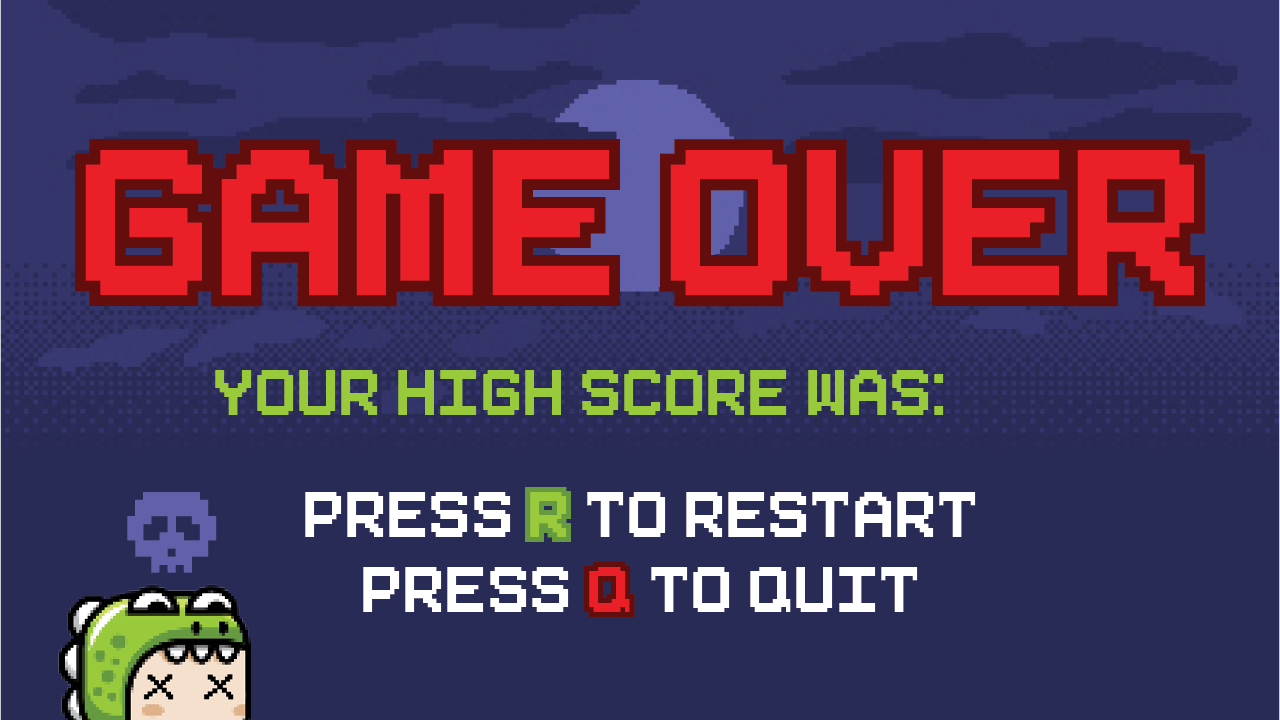 GAME OVER
YOUR HIGH SCORE WAS:
PRESS R TO RESTART
PRESS Q TO QUIT